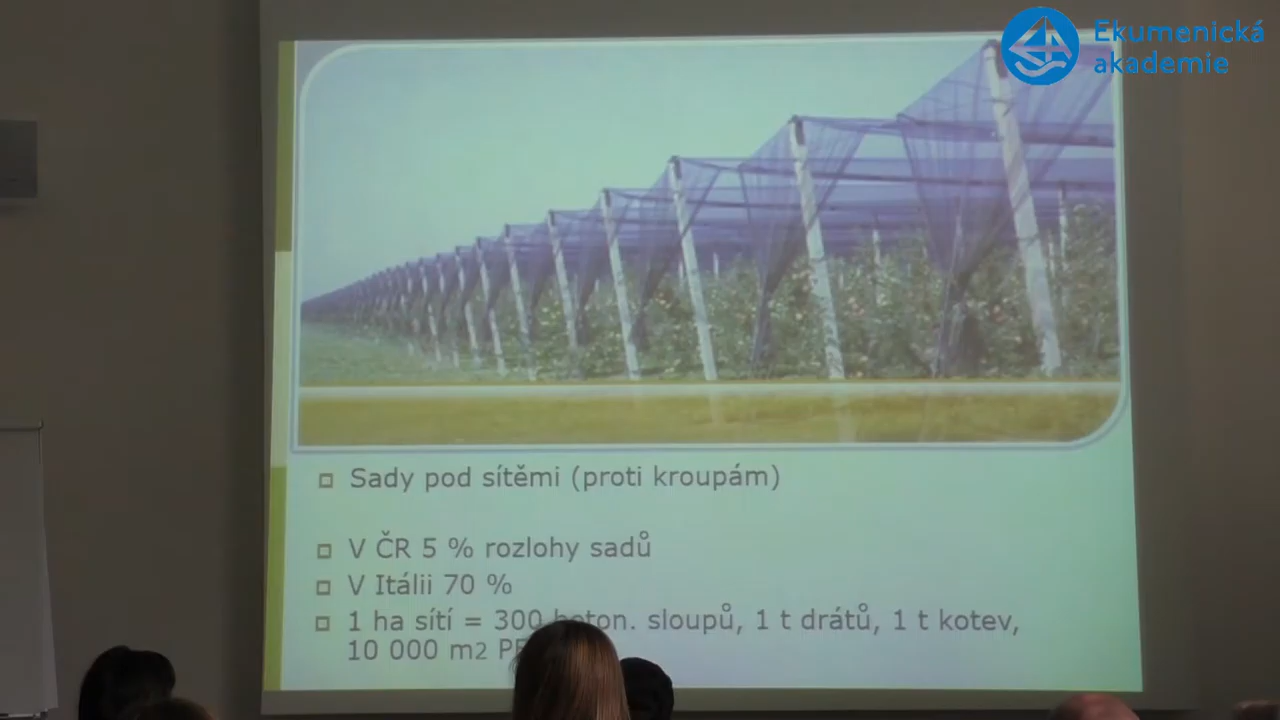 Ekumenická
akademie
Sady pod sítěmi (proti kroupám)
V ČR 5 % rozlohy sadů
V Itálii 70 %
1 ha sítí = 300 beton. sloupů, 1 t drátů, 1 t kotev,
10 000 m2